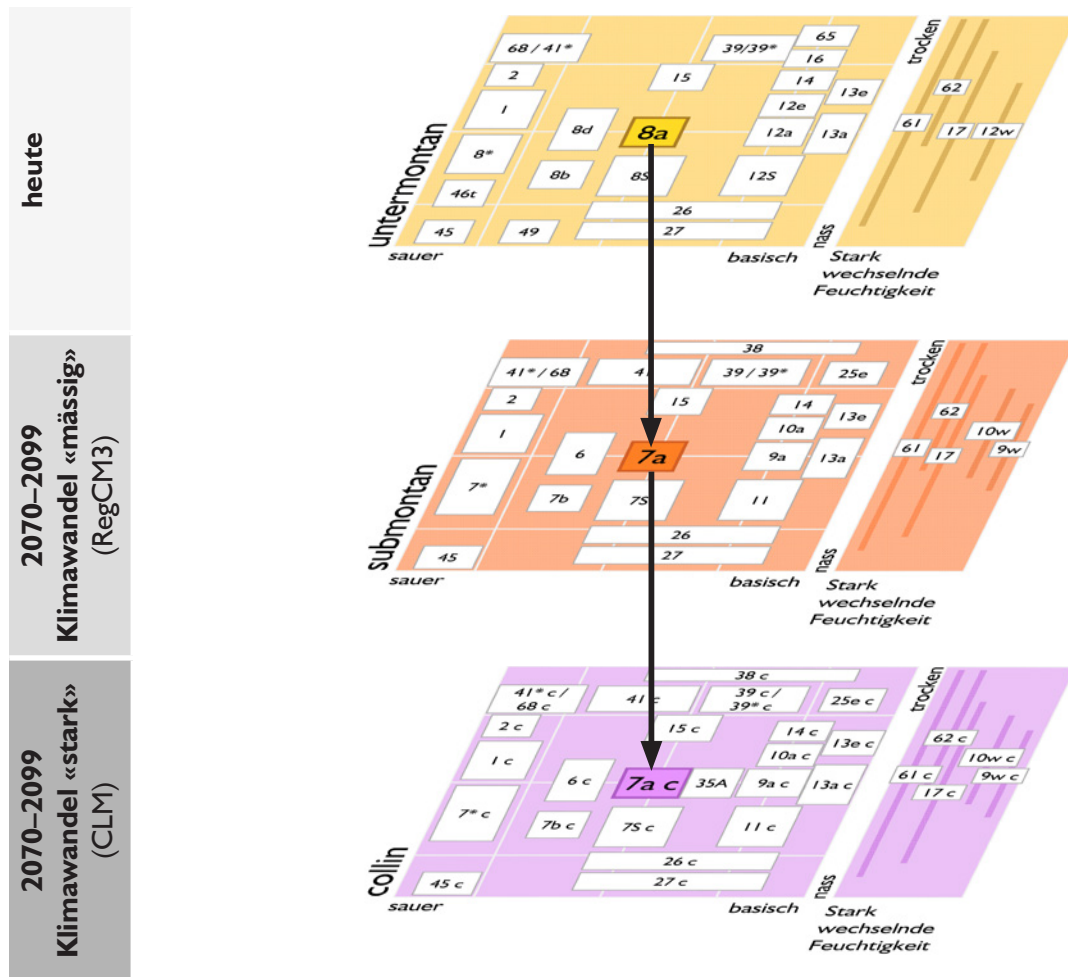 heute
68 / 41*
39/39*
65
16
2
15
14
13e
1
12e
8d
8a
12a
13a
8*
8b
8S
12S
46t
26
45
49
27
untermontan
sauer
basisch
nass
trocken
62
61
17
12w
Stark
wechselnde
Feuchtigkeit
2070–2099
Klimawandel «mässig»
(RegCM3)
38
41* / 68
41
39 / 39*
25e
2
15
14
13e
1
10a
6
7a
9a
13a
7*
7b
7S
11
26
45
27
submontan
sauer
basisch
nass
trocken
62
10w
61
17
9w
Stark
wechselnde
Feuchtigkeit
2070–2099
Klimawandel «stark»
(CLM)
38 c
41* c /
68 c
41 c
39 c /
39* c
25e c
2 c
15 c
14 c
13e c
1 c
10a c
6 c
7a c
35A
9a c
13a c
7* c
7b c
7S c
11 c
26 c
45 c
27 c
collin
sauer
basisch
nass
trocken
62 c
10w c
61 c
9w c
17 c
Stark
wechselnde
Feuchtigkeit